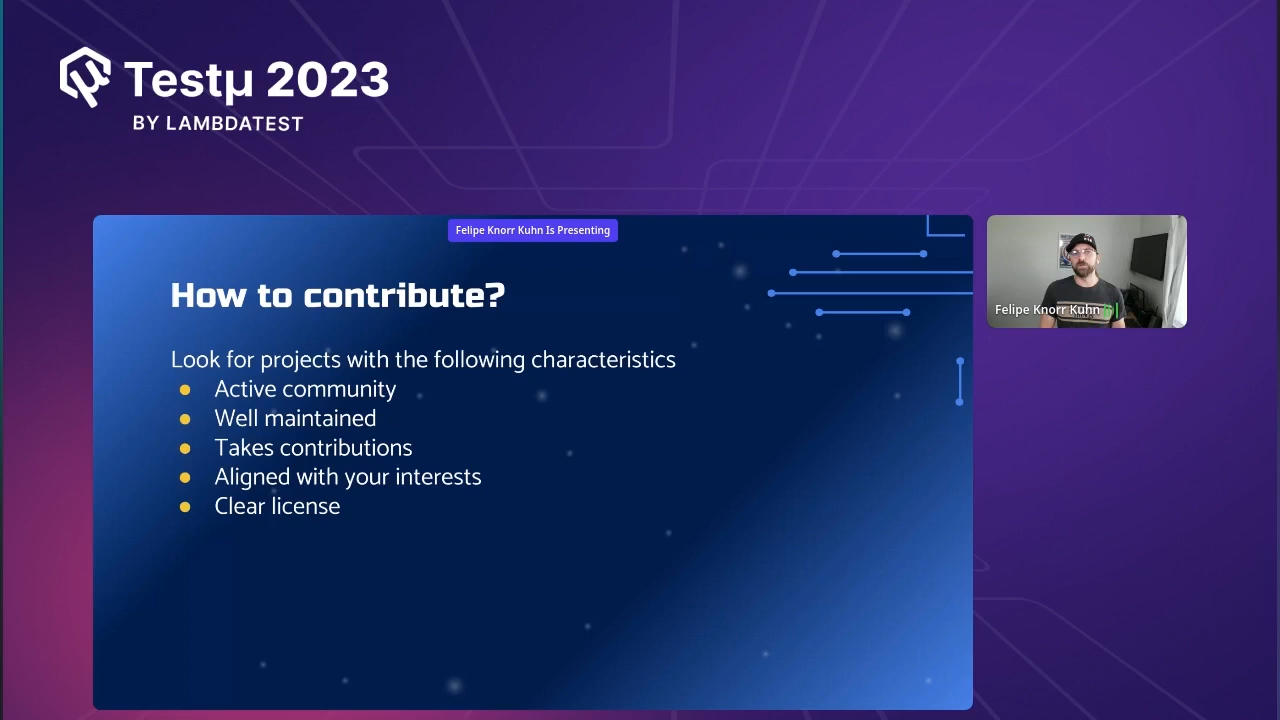 Testμ 2023
BY LAMBDATEST
Felipe Knorr Kuhn Is Presenting
How to contribute?
Look for projects with the following characteristics
Active community
Well maintained
Takes contributions
Aligned with your interests
Clear license
Felipe Knorr Kuhn